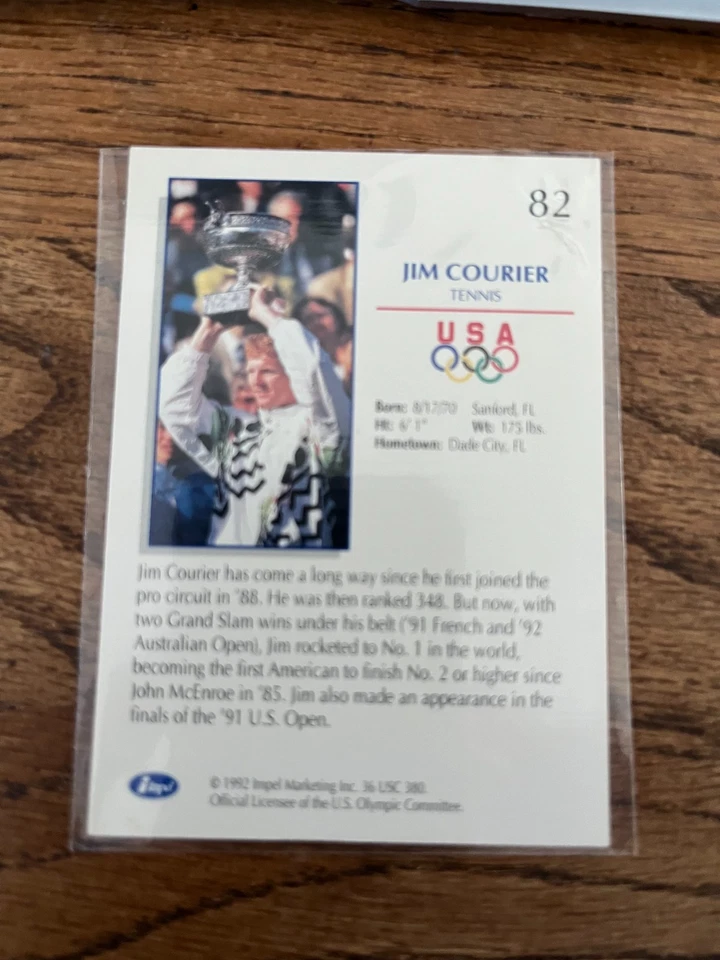 82
JIM COURIER
TENNIS
USA
Born: 8/17/70 Sanford, FL
Ht: 6' 1" Wt: 175 lbs.
Hometown: Dade City, FL
Jim Courier has come a long way since he first joined the
pro circuit in '88. He was then ranked 348. But now, with
two Grand Slam wins under his belt ('91 French and '92
Australian Open), Jim rocketed to No. 1 in the world,
becoming the first American to finish No. 2 or higher since
John McEnroe in '85. Jim also made an appearance in the
finals of the '91 U.S. Open.
impel
© 1992 Impel Marketing Inc. 36 USC 380.
Official Licensee of the U.S. Olympic Committee.